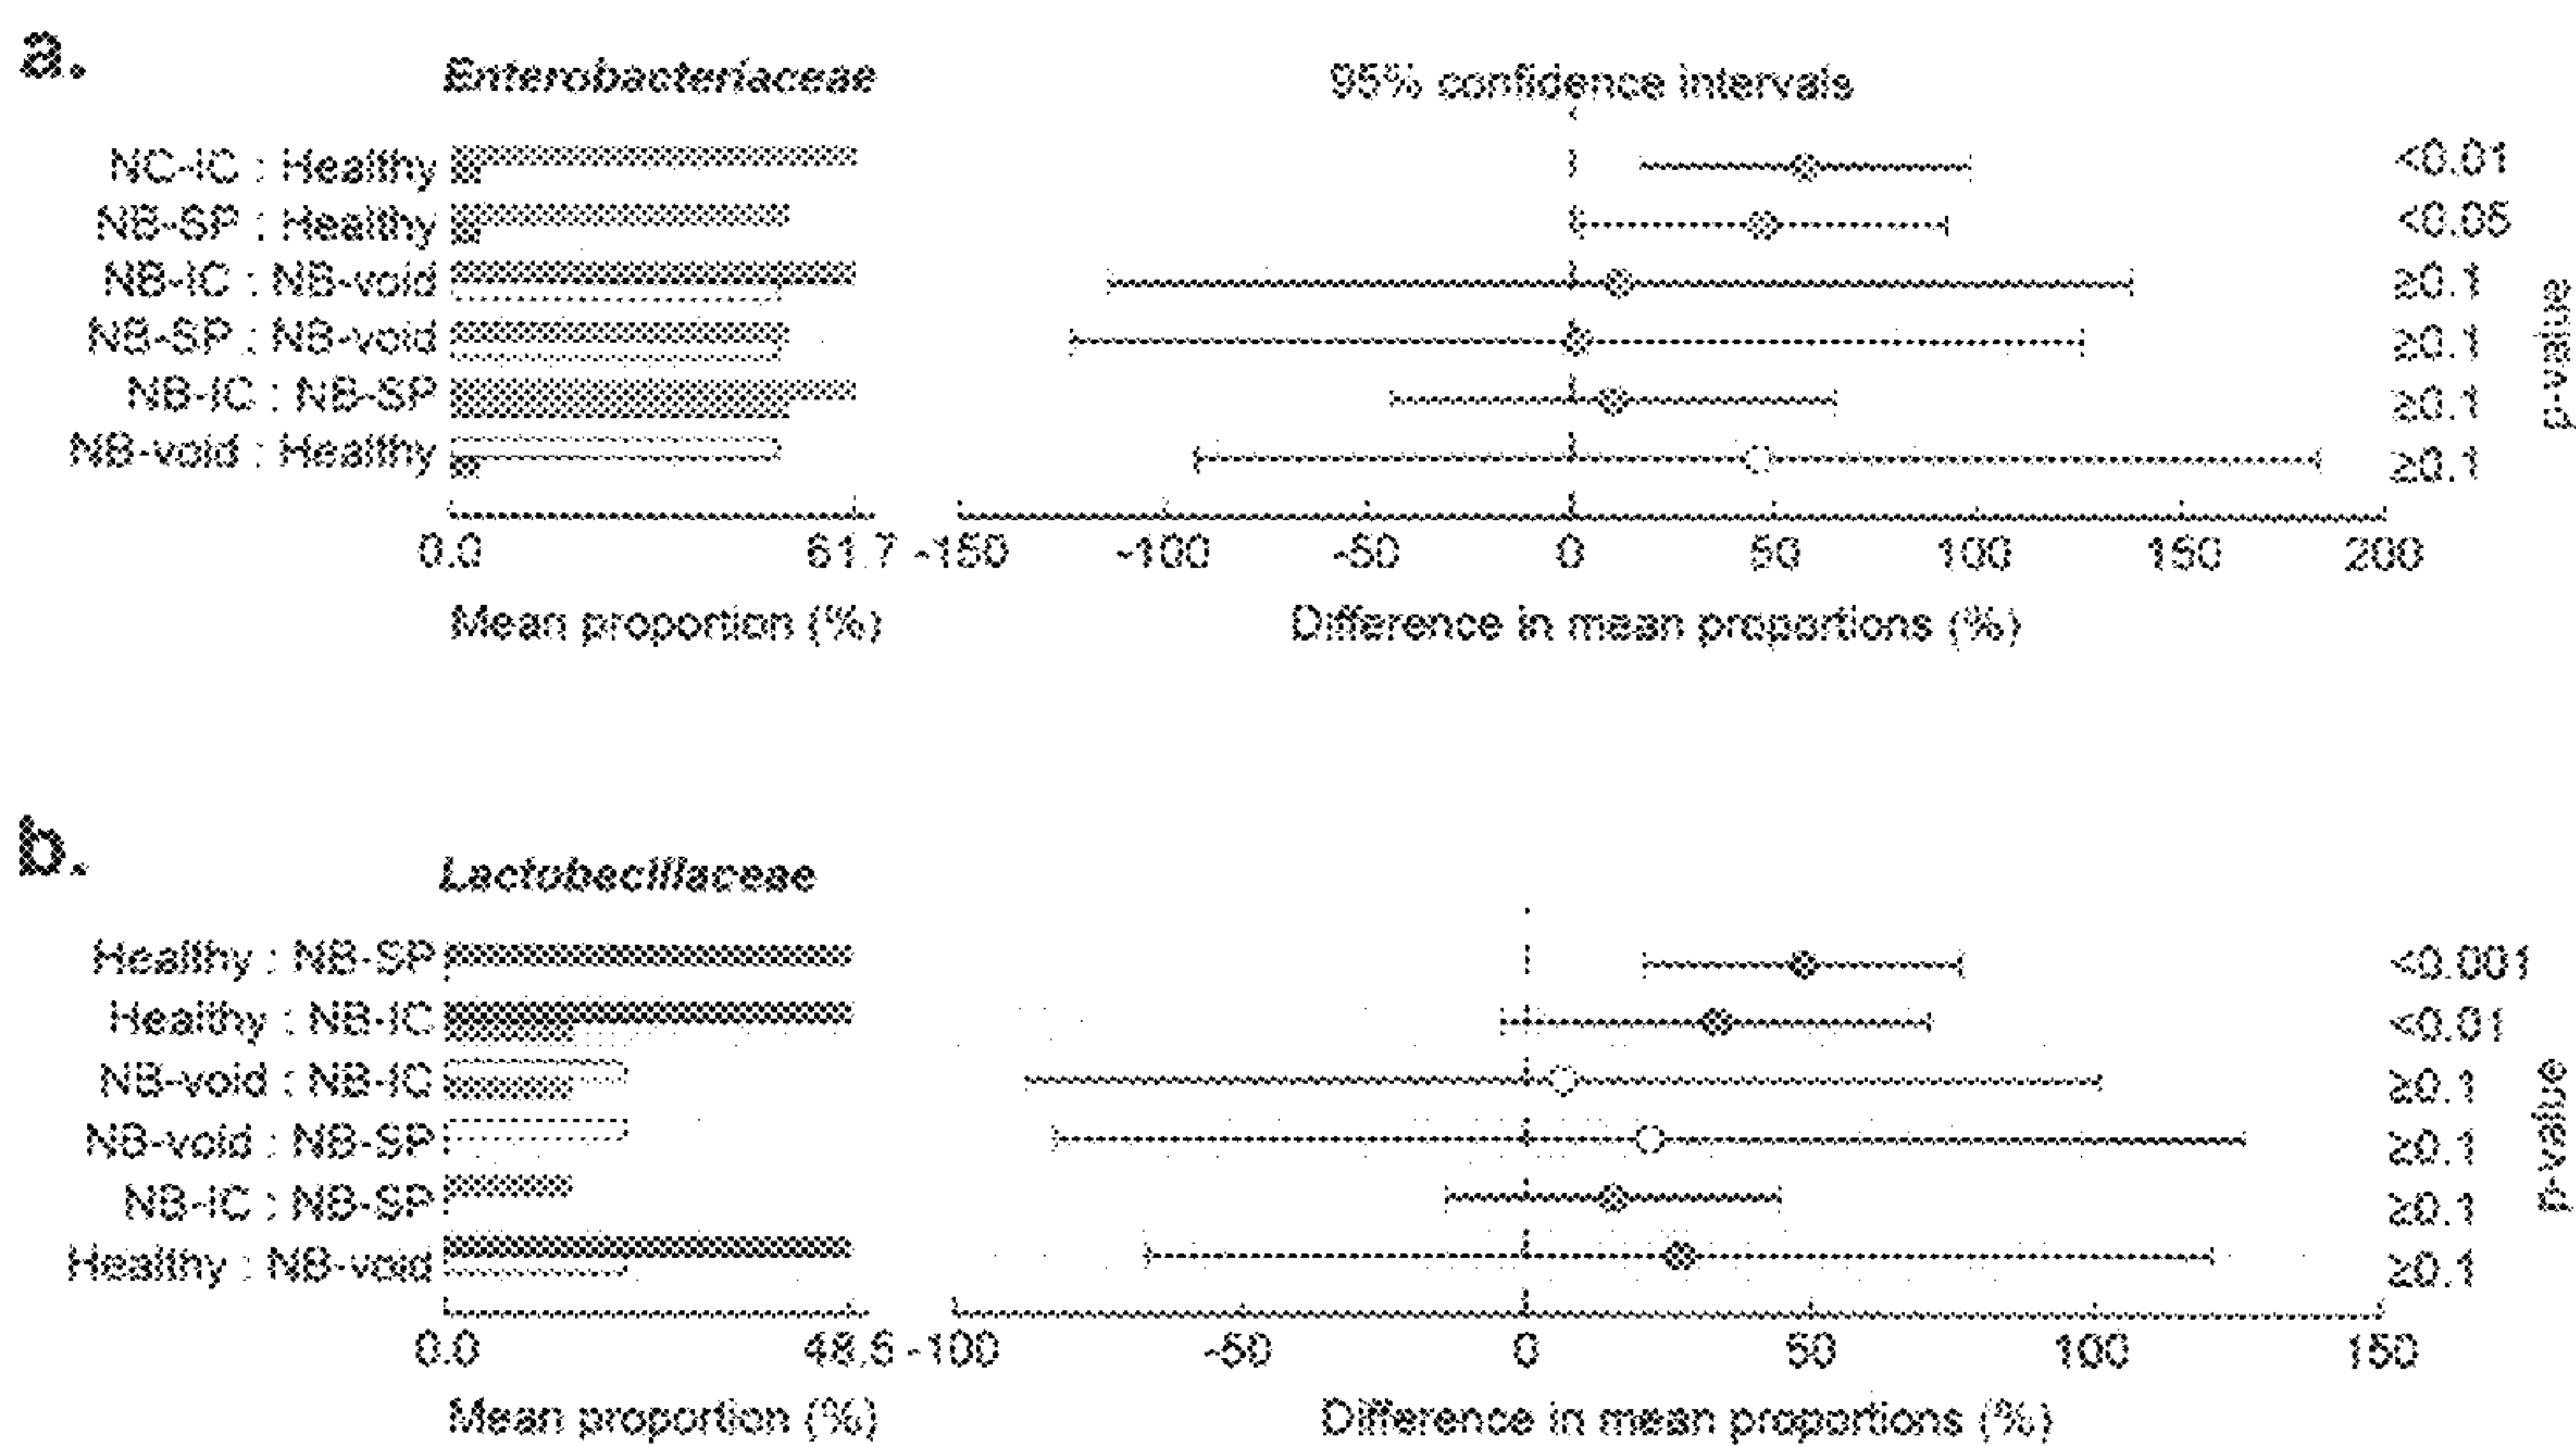 a.
Enterobacteriaceae
95% confidence intervals
NC-IC : Healthy
<0.01
NB-SP : Healthy
<0.05
NB-IC : NB-void
≥0.1
NB-SP : NB-void
≥0.1
NB-IC : NB-SP
≥0.1
NB-void : Healthy
≥0.1
p-value
0.0 61.7 -150 -100 -50 0 50 100 150 200
Mean proportion (%)
Difference in mean proportions (%)
b.
Lactobacillaceae
Healthy : NB-SP
<0.001
Healthy : NB-IC
<0.01
NB-void : NB-IC
≥0.1
NB-void : NB-SP
≥0.1
NB-IC : NB-SP
≥0.1
Healthy : NB-void
≥0.1
p-value
0.0 48.5 -100 -50 0 50 100 150
Mean proportion (%)
Difference in mean proportions (%)